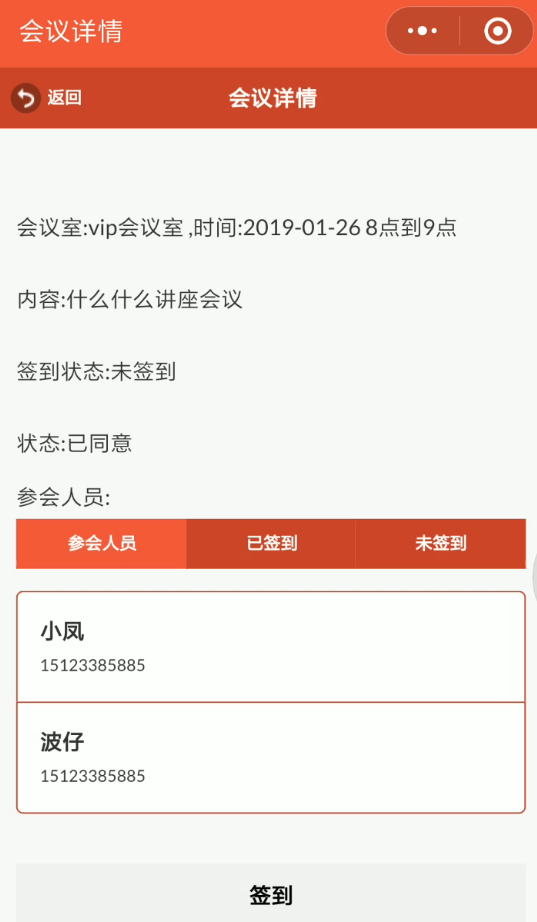 会议详情
返回 会议详情
会议室:vip会议室 ,时间:2019-01-26 8点到9点
内容:什么什么讲座会议
签到状态:未签到
状态:已同意
参会人员:
参会人员 已签到 未签到
小凤
15123385885
波仔
15123385885
签到